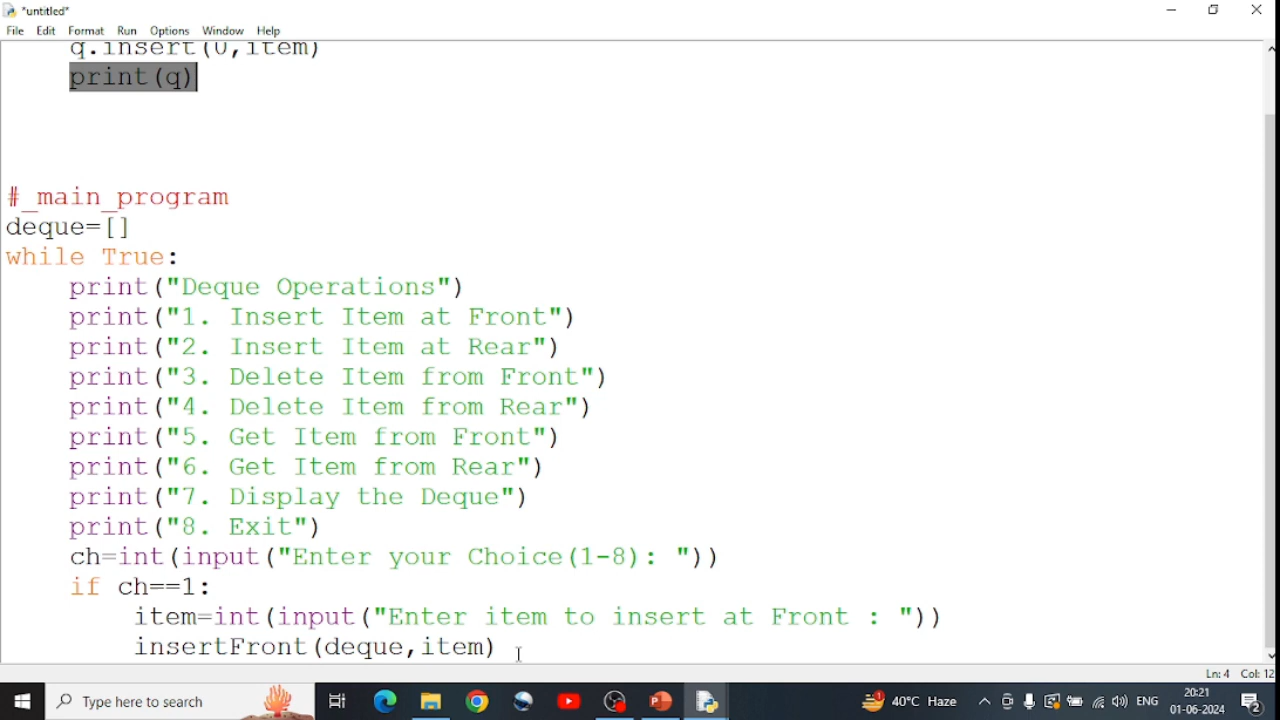 *untitled*
File Edit Format Run Options Window Help
q.insert(0,item)
print(q)
#_main_program
deque=[]
while True:
print("Deque Operations")
print("1. Insert Item at Front")
print("2. Insert Item at Rear")
print("3. Delete Item from Front")
print("4. Delete Item from Rear")
print("5. Get Item from Front")
print("6. Get Item from Rear")
print("7. Display the Deque")
print("8. Exit")
ch=int(input("Enter your Choice(1-8): "))
if ch==1:
item=int(input("Enter item to insert at Front : "))
insertFront(deque,item)
Ln: 4 Col: 12
Type here to search
1
40°C Haze
ENG
20:21
01-06-2024
2